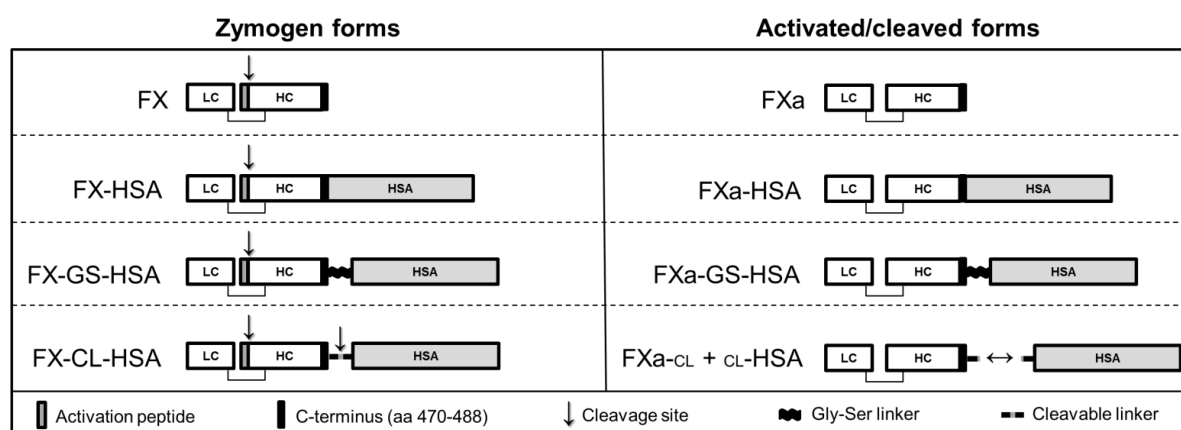 Zymogen forms Activated/cleaved forms
FX LC HC FXa LC HC
FX-HSA LC HC HSA FXa-HSA LC HC HSA
FX-GS-HSA LC HC HSA FXa-GS-HSA LC HC HSA
FX-CL-HSA LC HC HSA FXa-CL + CL-HSA LC HC HSA
Activation peptide C-terminus (aa 470-488) Cleavage site Gly-Ser linker Cleavable linker